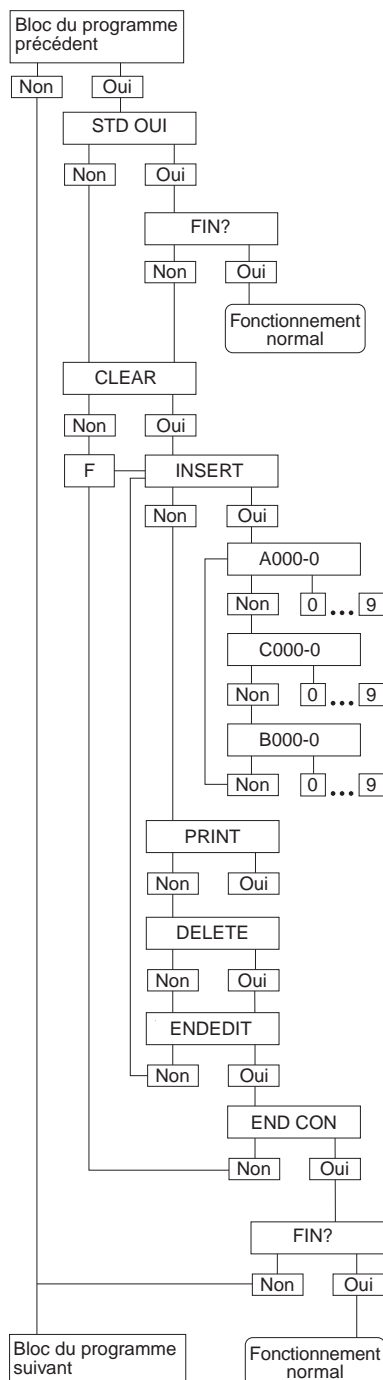 Bloc du programme
précédent
Non Oui
STD OUI
Non Oui
FIN?
Non Oui
Fonctionnement
normal
CLEAR
Non Oui
F INSERT
Non Oui
A000-0
Non 0 ... 9
C000-0
Non 0 ... 9
B000-0
Non 0 ... 9
PRINT
Non Oui
DELETE
Non Oui
ENDEDIT
Non Oui
END CON
Non Oui
FIN?
Non Oui
Bloc du programme
suivant
Fonctionnement
normal